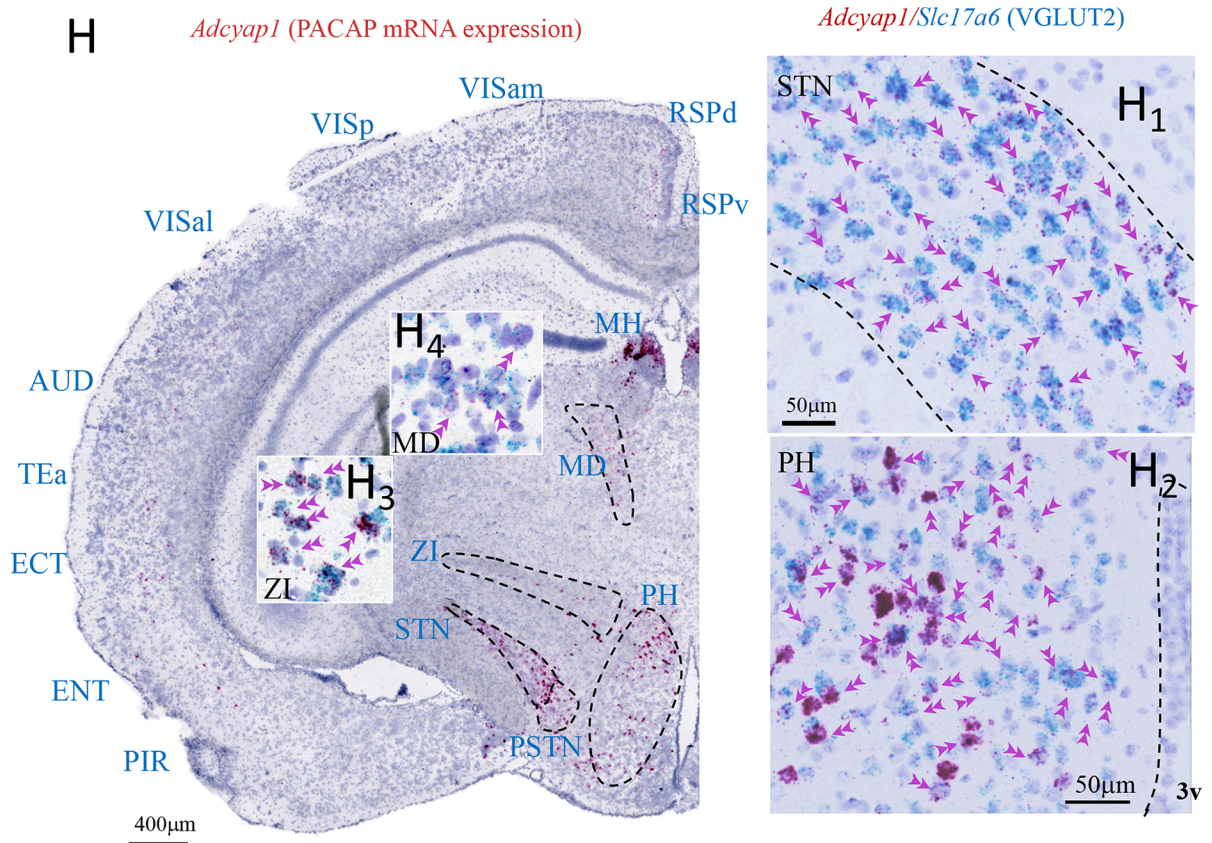 H
Adcyap1 (PACAP mRNA expression)
Adcyap1/Slc17a6 (VGLUT2)
VISam
VISp
RSPd
RSPv
VISal
AUD
TEa
ECT
ENT
PIR
MH
H4
MD
MD
H3
ZI
ZI
STN
PH
PSTN
400µm
STN
H1
50µm
PH
H2
50µm
3v